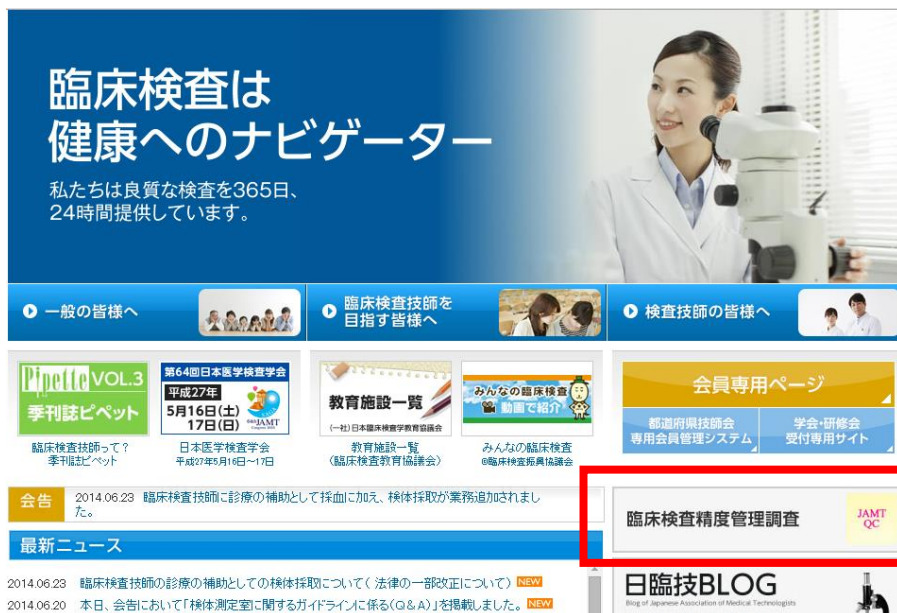 臨床検査は
健康へのナビゲーター
私たちは良質な検査を365日、
24時間提供しています。
一般の皆様へ
臨床検査技師を
目指す皆様へ
検査技師の皆様へ
Pipette VOL.3
季刊誌ピペット
臨床検査技師って?
季刊誌ピペット
第64回日本医学検査学会
平成27年
5月16日(土)
17日(日)
JAMT
日本医学検査学会
平成27年5月16日~17日
教育施設一覧
(一社)日本臨床検査学教育協議会
教育施設一覧
(臨床検査教育協議会)
みんなの臨床検査
動画で紹介
みんなの臨床検査
©臨床検査振興協議会
会員専用ページ
都道府県技師会
専用会員管理システム
学会・研修会
受付専用サイト
会告
2014.06.23 臨床検査技師に診療の補助として採血に加え、検体採取が業務追加されまし
た。
臨床検査精度管理調査
JAMT
QC
最新ニュース
2014.06.23 臨床検査技師の診療の補助としての検体採取について(法律の一部改正について) NEW
2014.06.20 本日、会告において「検体測定室に関するガイドラインに係る(Q&A)」を掲載しました。 NEW
日臨技BLOG
Blog of Japanese Association of Medical Technologists